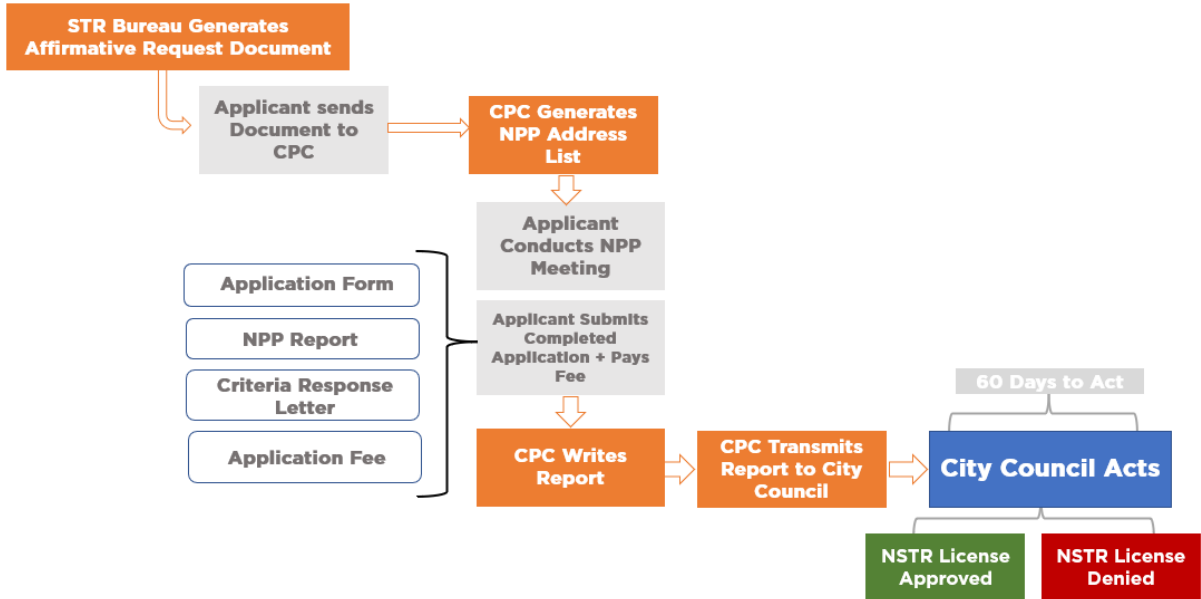 STR Bureau Generates
Affirmative Request Document
Applicant sends
Document to
CPC
CPC Generates
NPP Address
List
Applicant
Conducts NPP
Meeting
Application Form
NPP Report
Criteria Response
Letter
Application Fee
Applicant Submits
Completed
Application + Pays
Fee
CPC Writes
Report
CPC Transmits
Report to City
Council
60 Days to Act
City Council Acts
NSTR License
Approved
NSTR License
Denied